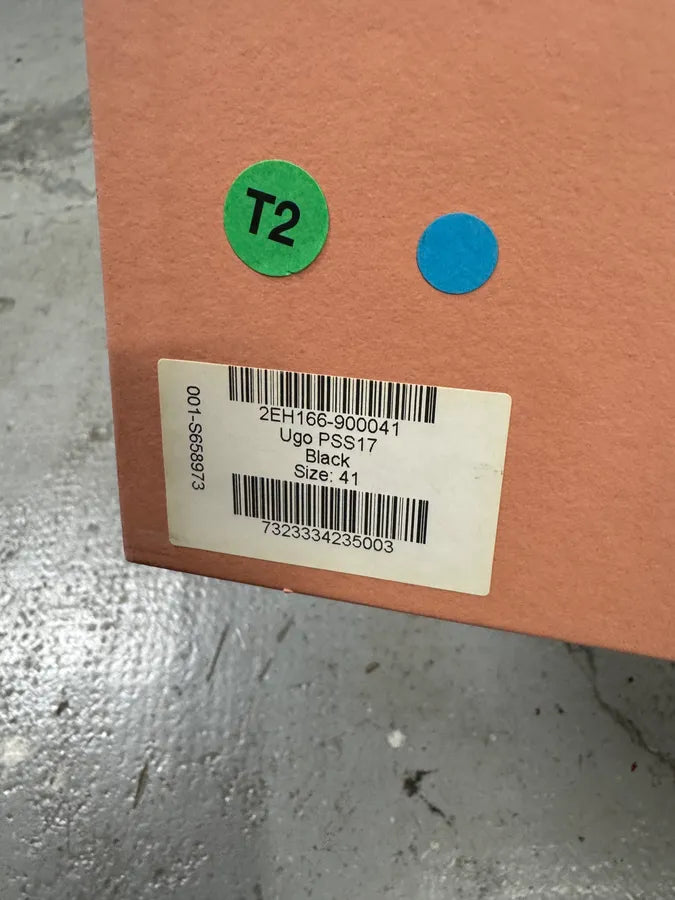 T2
001-S658973
2EH166-900041
Ugo PSS17
Black
Size: 41
7323334235003